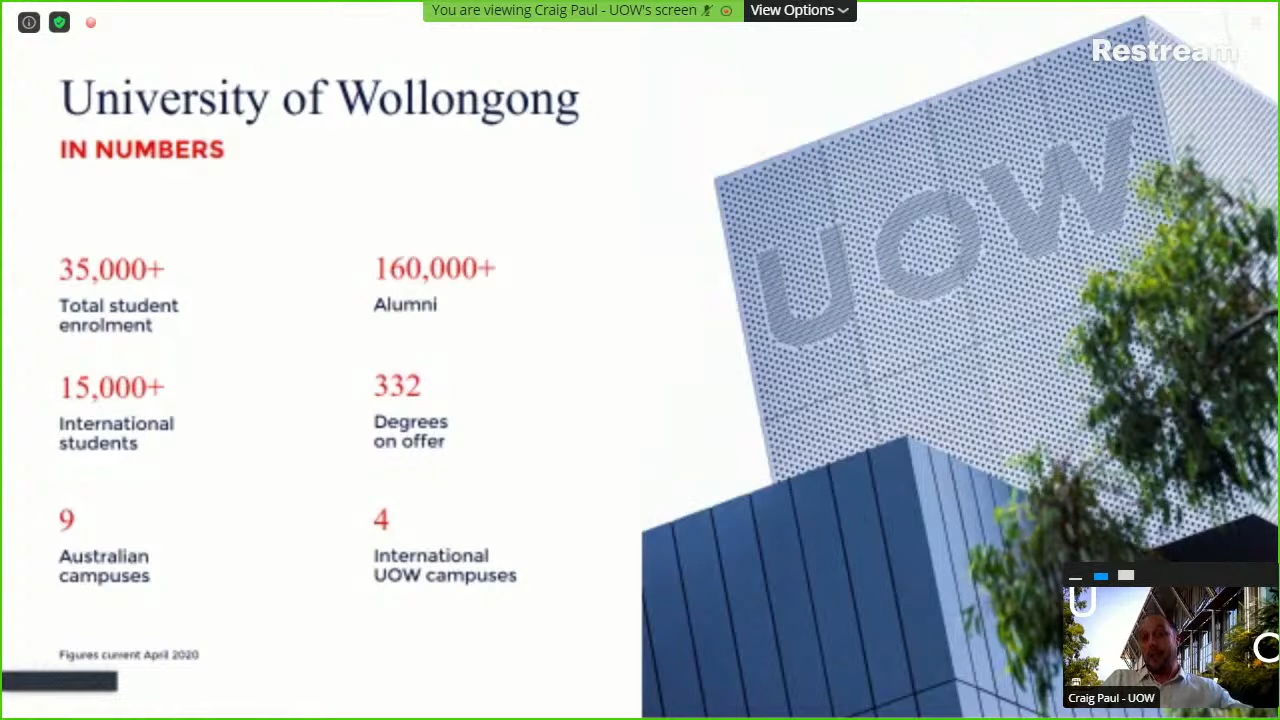 You are viewing Craig Paul - UOW's screen
View Options
Restream
University of Wollongong
IN NUMBERS
35,000+
Total student
enrolment
160,000+
Alumni
15,000+
International
students
332
Degrees
on offer
9
Australian
campuses
4
International
UOW campuses
Figures current April 2020
UOW
U
O
Craig Paul - UOW